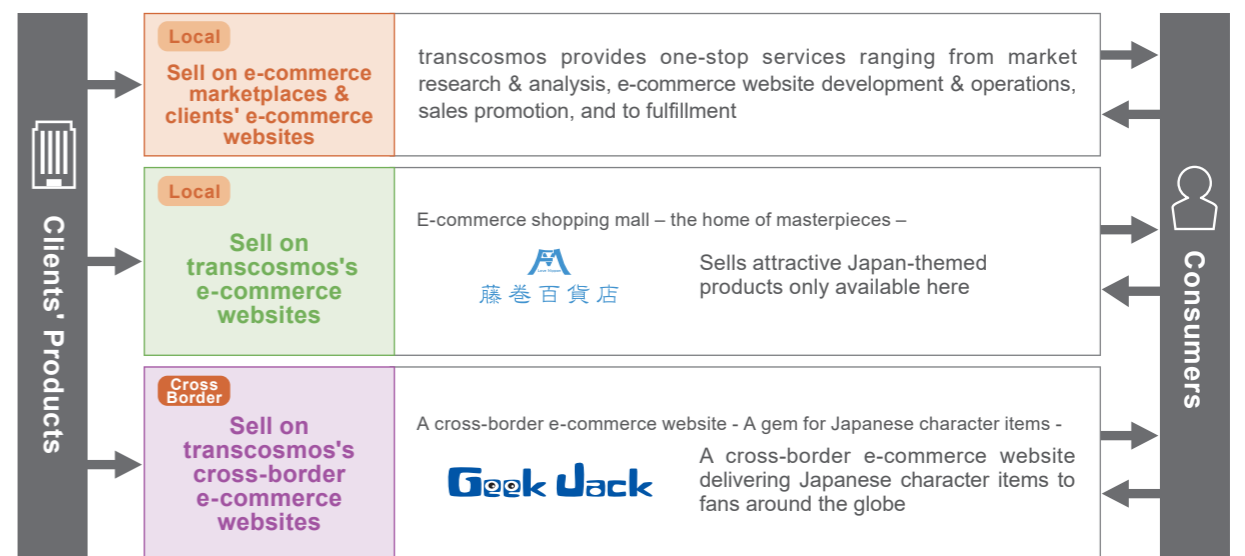 Clients' Products
Local
Sell on e-commerce
marketplaces &
clients' e-commerce
websites
transcosmos provides one-stop services ranging from market
research & analysis, e-commerce website development & operations,
sales promotion, and to fulfillment
Local
Sell on
transcosmos's
e-commerce
websites
E-commerce shopping mall – the home of masterpieces –
藤巻百貨店
Sells attractive Japan-themed
products only available here
Cross
Border
Sell on
transcosmos's
cross-border
e-commerce
websites
A cross-border e-commerce website - A gem for Japanese character items -
Geek Jack
A cross-border e-commerce website
delivering Japanese character items to
fans around the globe
Consumers